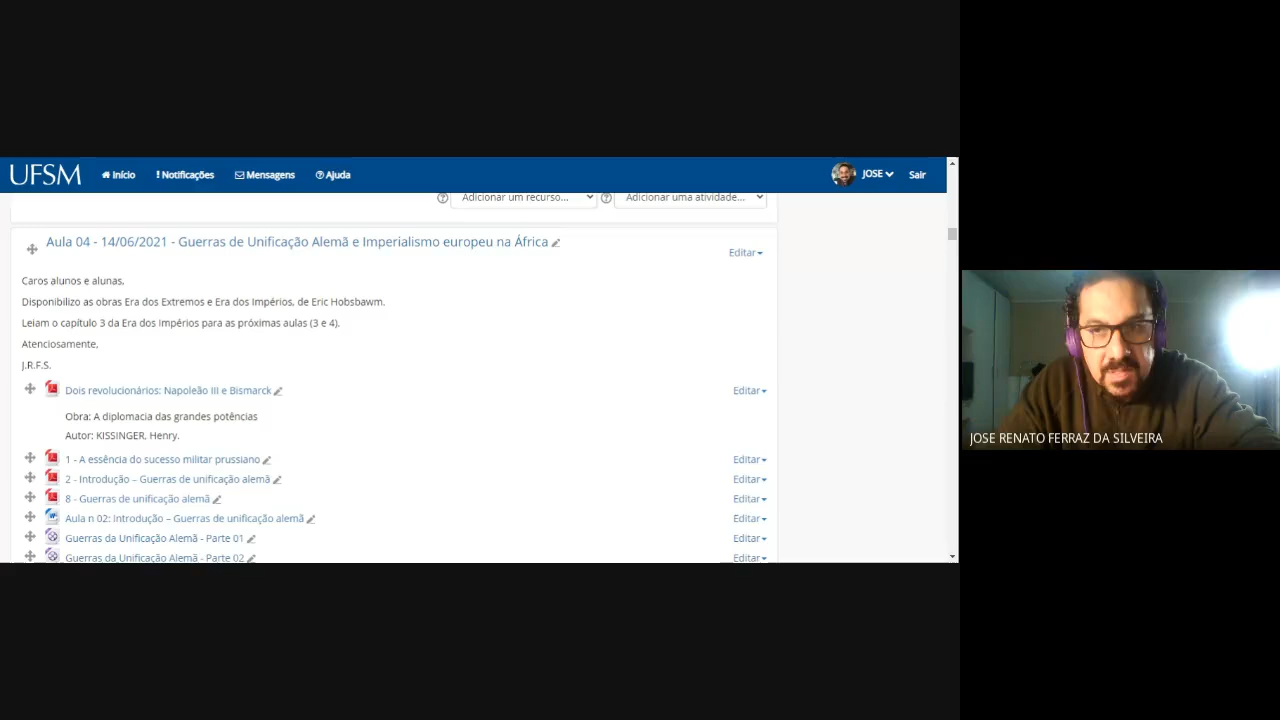 UFSM Início Notificações Mensagens Ajuda JOSE Sair
Adicionar um recurso... Adicionar uma atividade...
Aula 04 - 14/06/2021 - Guerras de Unificação Alemã e Imperialismo europeu na África
Editar
Caros alunos e alunas,
Disponibilizo as obras Era dos Extremos e Era dos Impérios, de Eric Hobsbawm.
Leiam o capítulo 3 da Era dos Impérios para as próximas aulas (3 e 4).
Atenciosamente,
J.R.F.S.
Dois revolucionários: Napoleão III e Bismarck Editar
Obra: A diplomacia das grandes potências
Autor: KISSINGER, Henry.
1 - A essência do sucesso militar prussiano Editar
2 - Introdução – Guerras de unificação alemã Editar
8 - Guerras de unificação alemã Editar
Aula n 02: Introdução – Guerras de unificação alemã Editar
Guerras da Unificação Alemã - Parte 01 Editar
Guerras da Unificação Alemã - Parte 02 Editar
JOSE RENATO FERRAZ DA SILVEIRA